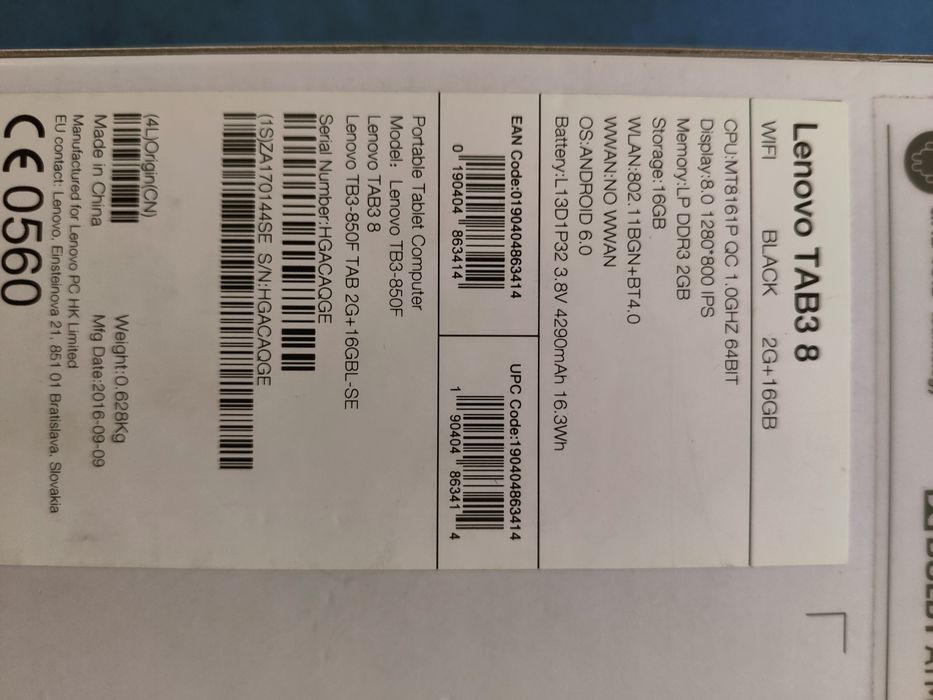 Lenovo TAB3 8
WIFI BLACK 2G+16GB
CPU:MT8161P QC 1.0GHZ 64BIT
Display:8.0 1280*800 IPS
Memory:LP DDR3 2GB
Storage:16GB
WLAN:802.11BGN+BT4.0
WWAN:NO WWAN
OS:ANDROID 6.0
Battery:L13D1P32 3.8V 4290mAh 16.3Wh
EAN Code:0190404863414
0 190404 863414
UPC Code:190404863414
1 90404 86341 4
Portable Tablet Computer
Model: Lenovo TB3-850F
Lenovo TAB3 8
Lenovo TB3-850F TAB 2G+16GBL-SE
Serial Number:HGACAQGE
(1S)ZA170144SE S/N:HGACAQGE
(4L)Origin(CN)
Weight:0.628Kg
Made in China Mfg Date:2016-09-09
Manufactured for Lenovo PC HK Limited
EU contact: Lenovo, Einsteinova 21, 851 01 Bratislava, Slovakia
CE 0560